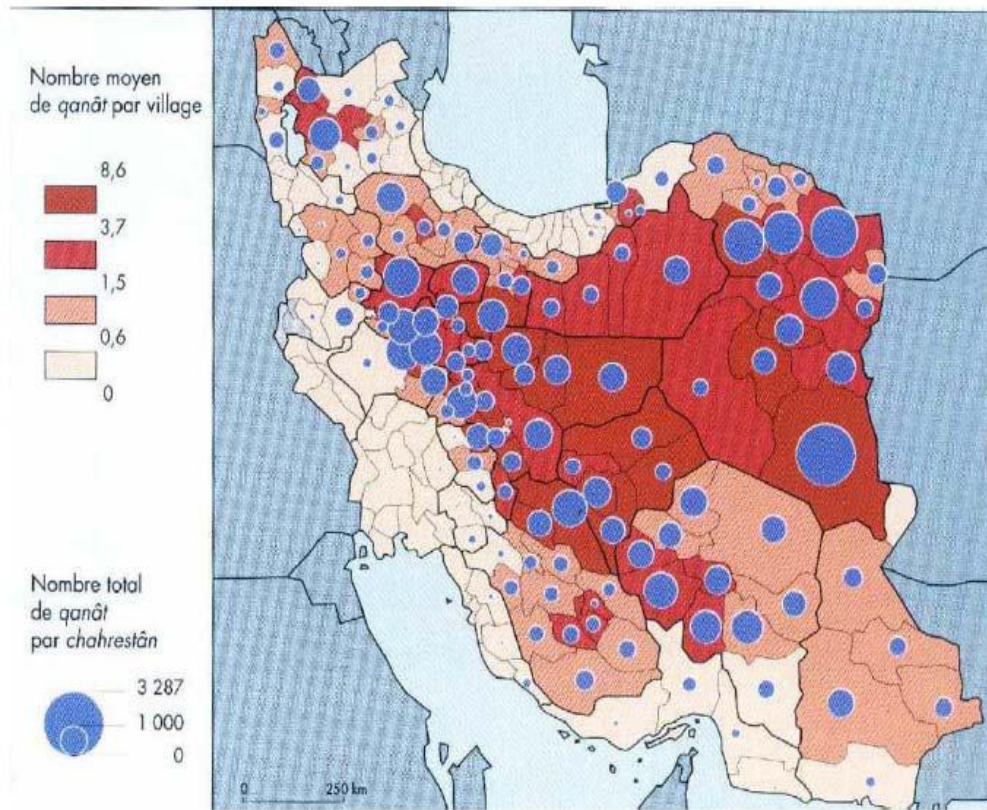 Nombre moyen
de qanât par village
8,6
3,7
1,5
0,6
0
Nombre total
de qanât
par chahrestân
3 287
1 000
0
0 250 km